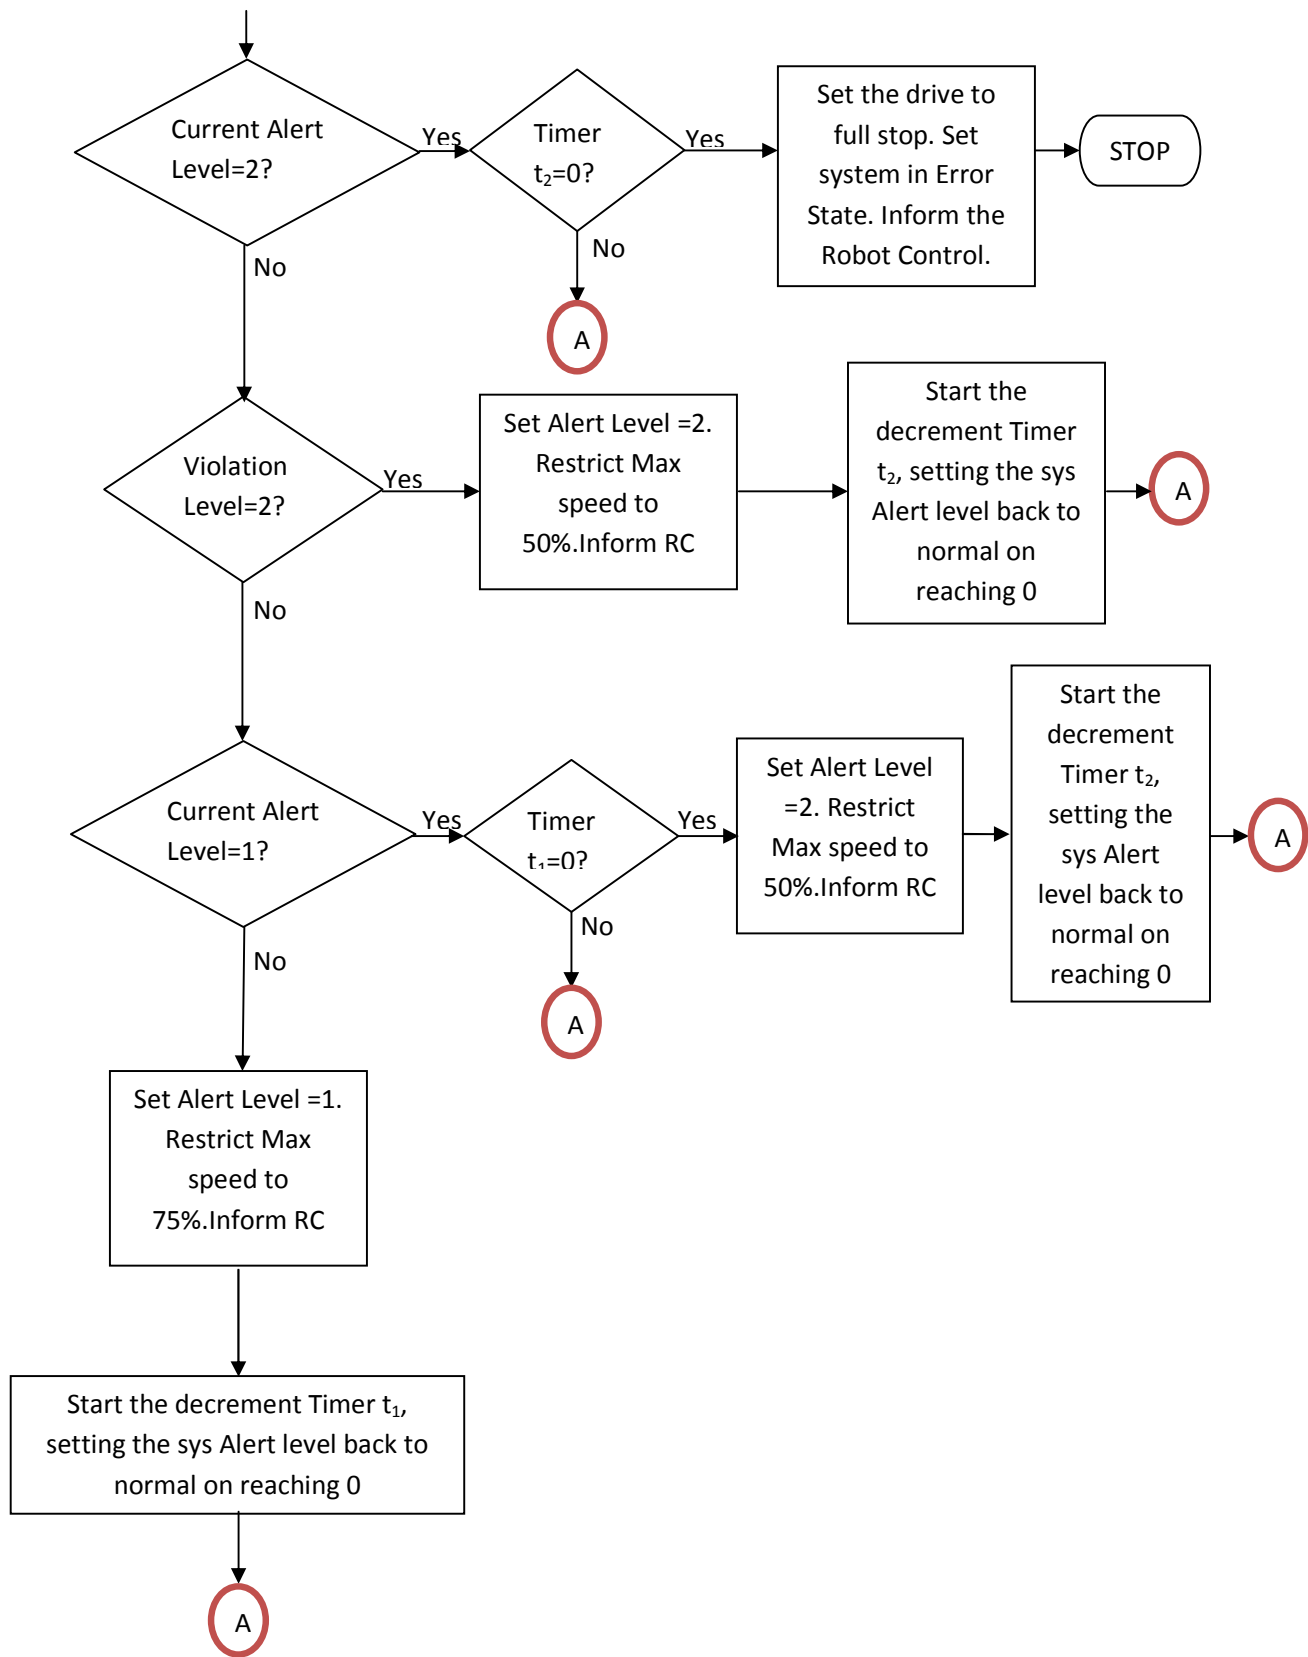 Current Alert
Level=2?
Yes
Timer
t₂=0?
Yes
Set the drive to
full stop. Set
system in Error
State. Inform the
Robot Control.
STOP
No
No
A
Violation
Level=2?
Yes
Set Alert Level =2.
Restrict Max
speed to
50%.Inform RC
Start the
decrement Timer
t₂, setting the sys
Alert level back to
normal on
reaching 0
A
No
Current Alert
Level=1?
Yes
Timer
t₁=0?
Yes
Set Alert Level
=2. Restrict
Max speed to
50%.Inform RC
Start the
decrement
Timer t₂,
setting the
sys Alert
level back to
normal on
reaching 0
A
No
No
A
Set Alert Level =1.
Restrict Max
speed to
75%.Inform RC
Start the decrement Timer t₁,
setting the sys Alert level back to
normal on reaching 0
A